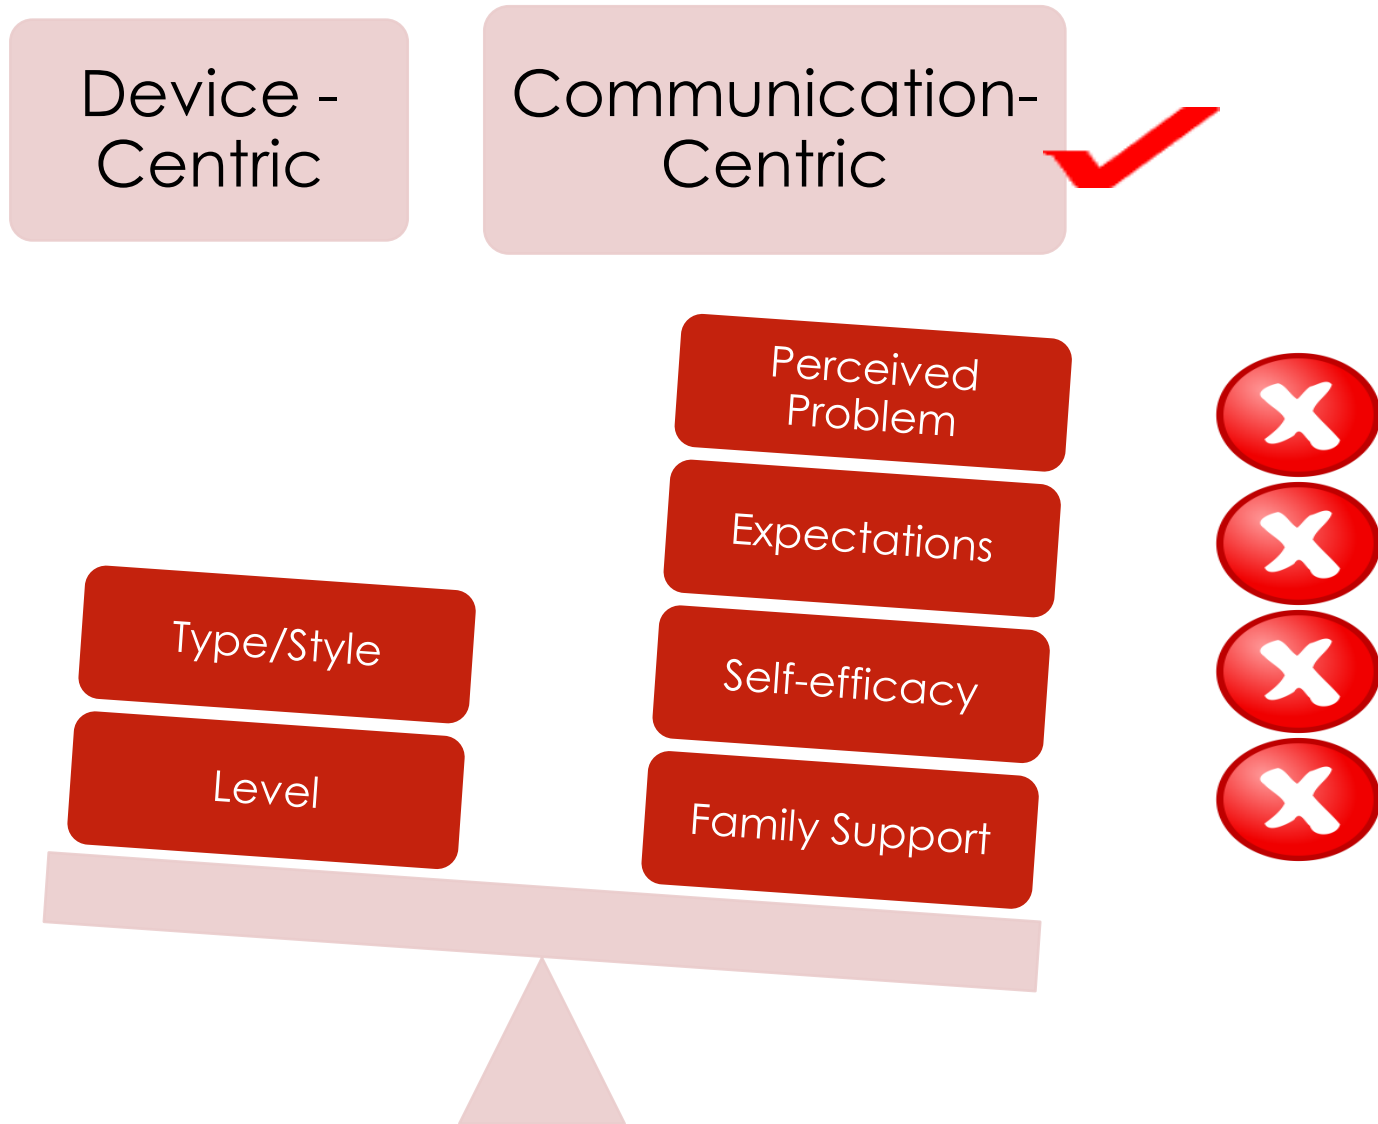 Device -
Centric
Communication-
Centric
Perceived
Problem
Expectations
Self-efficacy
Family Support
Type/Style
Level